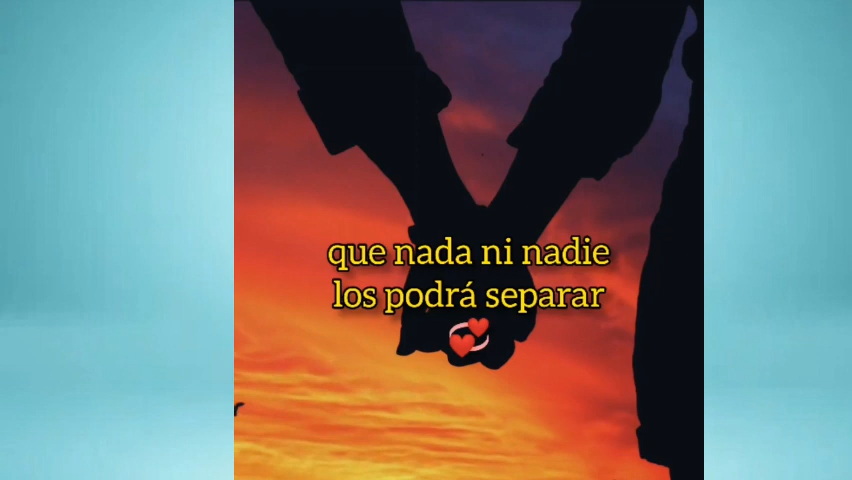 que nada ni nadie
los podrá separar
💞